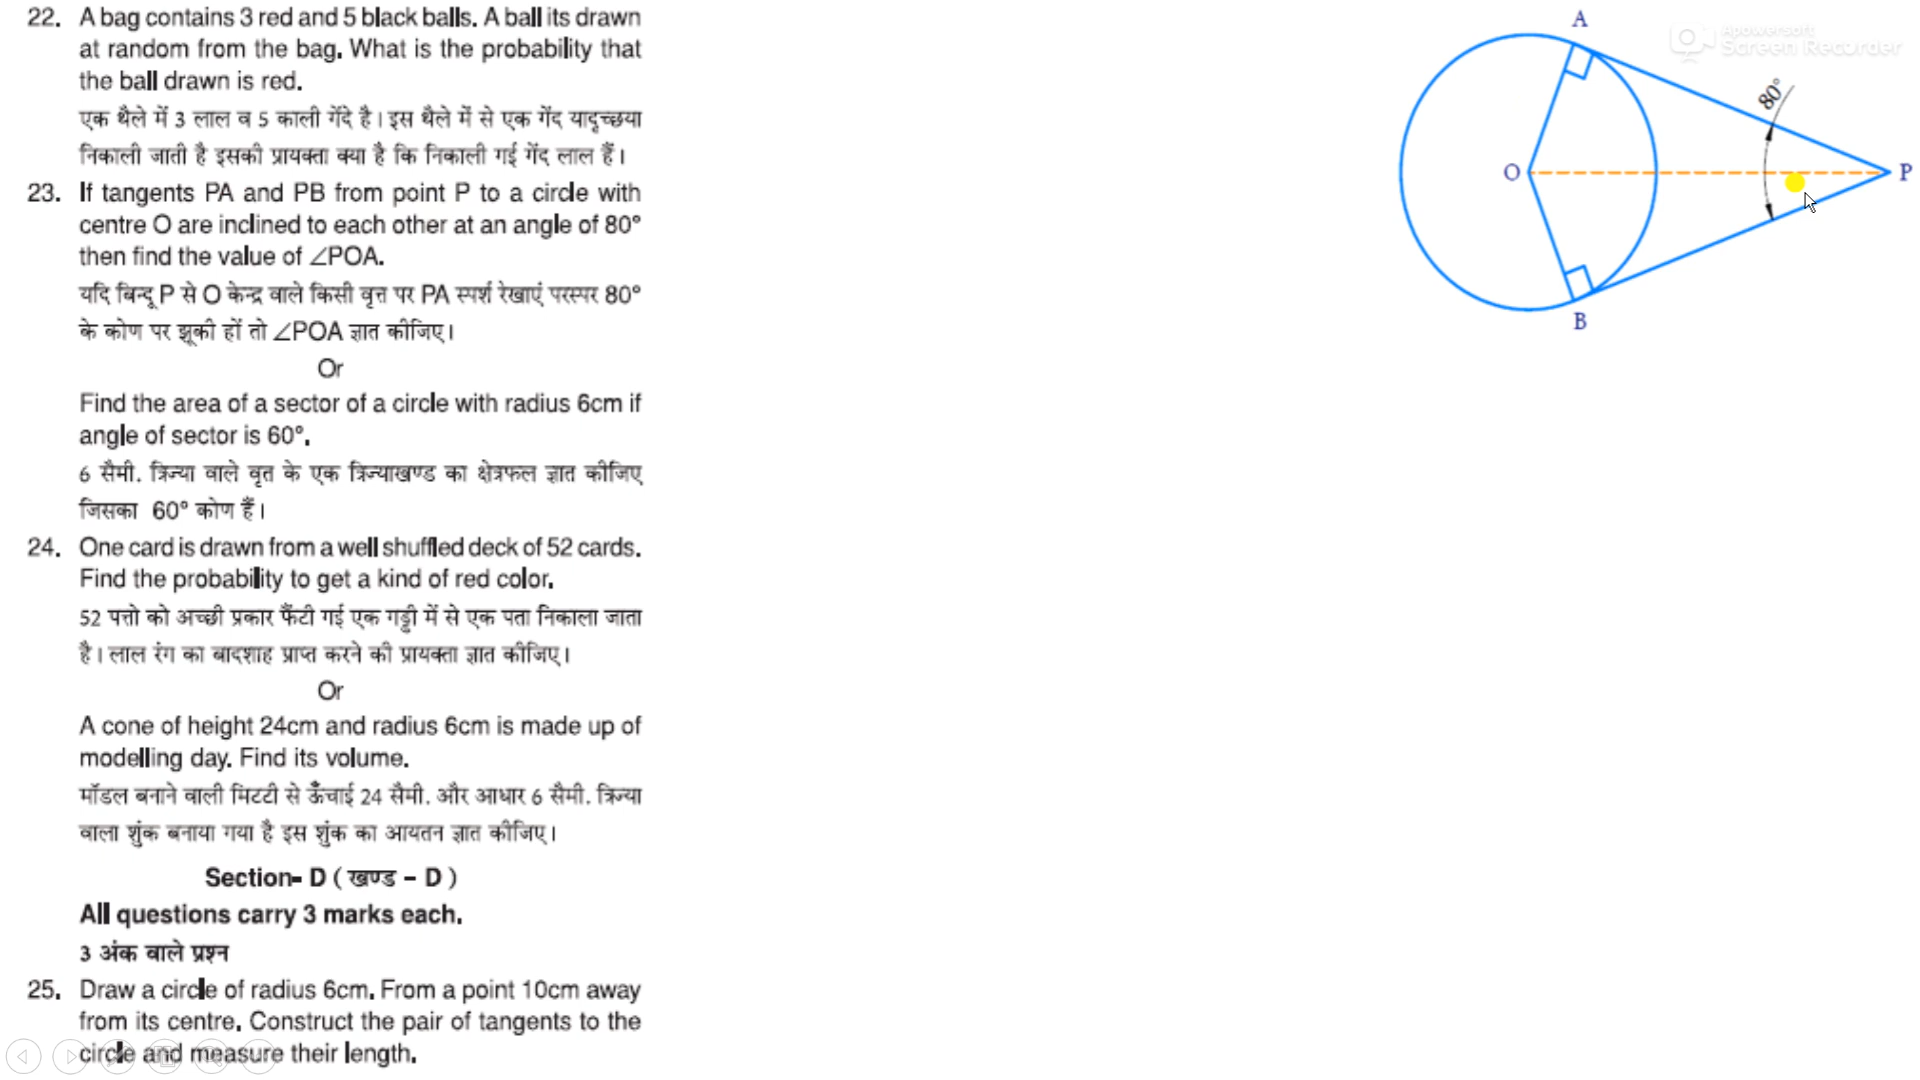 22. A bag contains 3 red and 5 black balls. A ball its drawn
at random from the bag. What is the probability that
the ball drawn is red.
एक थैले में 3 लाल व 5 काली गेंदे है। इस थैले में से एक गेंद यादृच्छया
निकाली जाती है इसकी प्रायक्ता क्या है कि निकाली गई गेंद लाल हैं।
23. If tangents PA and PB from point P to a circle with
centre O are inclined to each other at an angle of 80°
then find the value of ∠POA.
यदि बिन्दू P से O केन्द्र वाले किसी वृत्त पर PA स्पर्श रेखाएं परस्पर 80°
के कोण पर झूकी हों तो ∠POA ज्ञात कीजिए।
Or
Find the area of a sector of a circle with radius 6cm if
angle of sector is 60°.
6 सैमी. त्रिज्या वाले वृत के एक त्रिज्याखण्ड का क्षेत्रफल ज्ञात कीजिए
जिसका 60° कोण हैं।
24. One card is drawn from a well shuffled deck of 52 cards.
Find the probability to get a kind of red color.
52 पत्तो को अच्छी प्रकार फैंटी गई एक गड्डी में से एक पता निकाला जाता
है। लाल रंग का बादशाह प्राप्त करने की प्रायक्ता ज्ञात कीजिए।
Or
A cone of height 24cm and radius 6cm is made up of
modelling day. Find its volume.
मॉडल बनाने वाली मिटटी से ऊँचाई 24 सैमी. और आधार 6 सैमी. त्रिज्या
वाला शुंक बनाया गया है इस शुंक का आयतन ज्ञात कीजिए।
Section- D ( खण्ड – D )
All questions carry 3 marks each.
3 अंक वाले प्रश्न
25. Draw a circle of radius 6cm. From a point 10cm away
from its centre. Construct the pair of tangents to the
circle and measure their length.
A
Apowersoft
Screen Recorder
80°
O
P
B